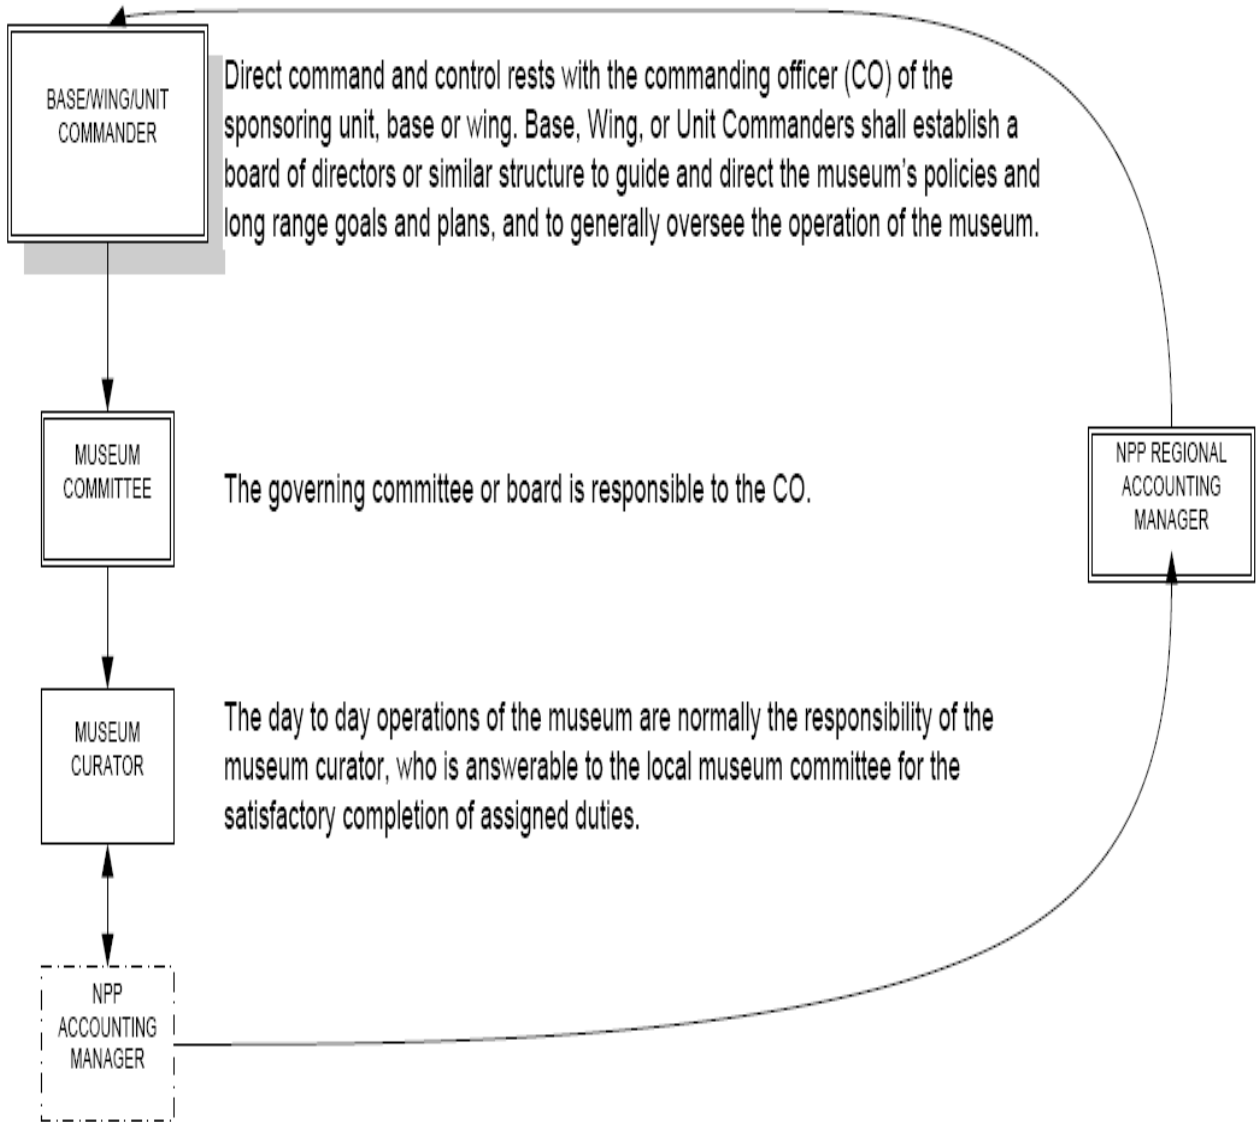 BASE/WING/UNIT
COMMANDER
Direct command and control rests with the commanding officer (CO) of the
sponsoring unit, base or wing. Base, Wing, or Unit Commanders shall establish a
board of directors or similar structure to guide and direct the museum's policies and
long range goals and plans, and to generally oversee the operation of the museum.
MUSEUM
COMMITTEE
The governing committee or board is responsible to the CO.
NPP REGIONAL
ACCOUNTING
MANAGER
MUSEUM
CURATOR
The day to day operations of the museum are normally the responsibility of the
museum curator, who is answerable to the local museum committee for the
satisfactory completion of assigned duties.
NPP
ACCOUNTING
MANAGER